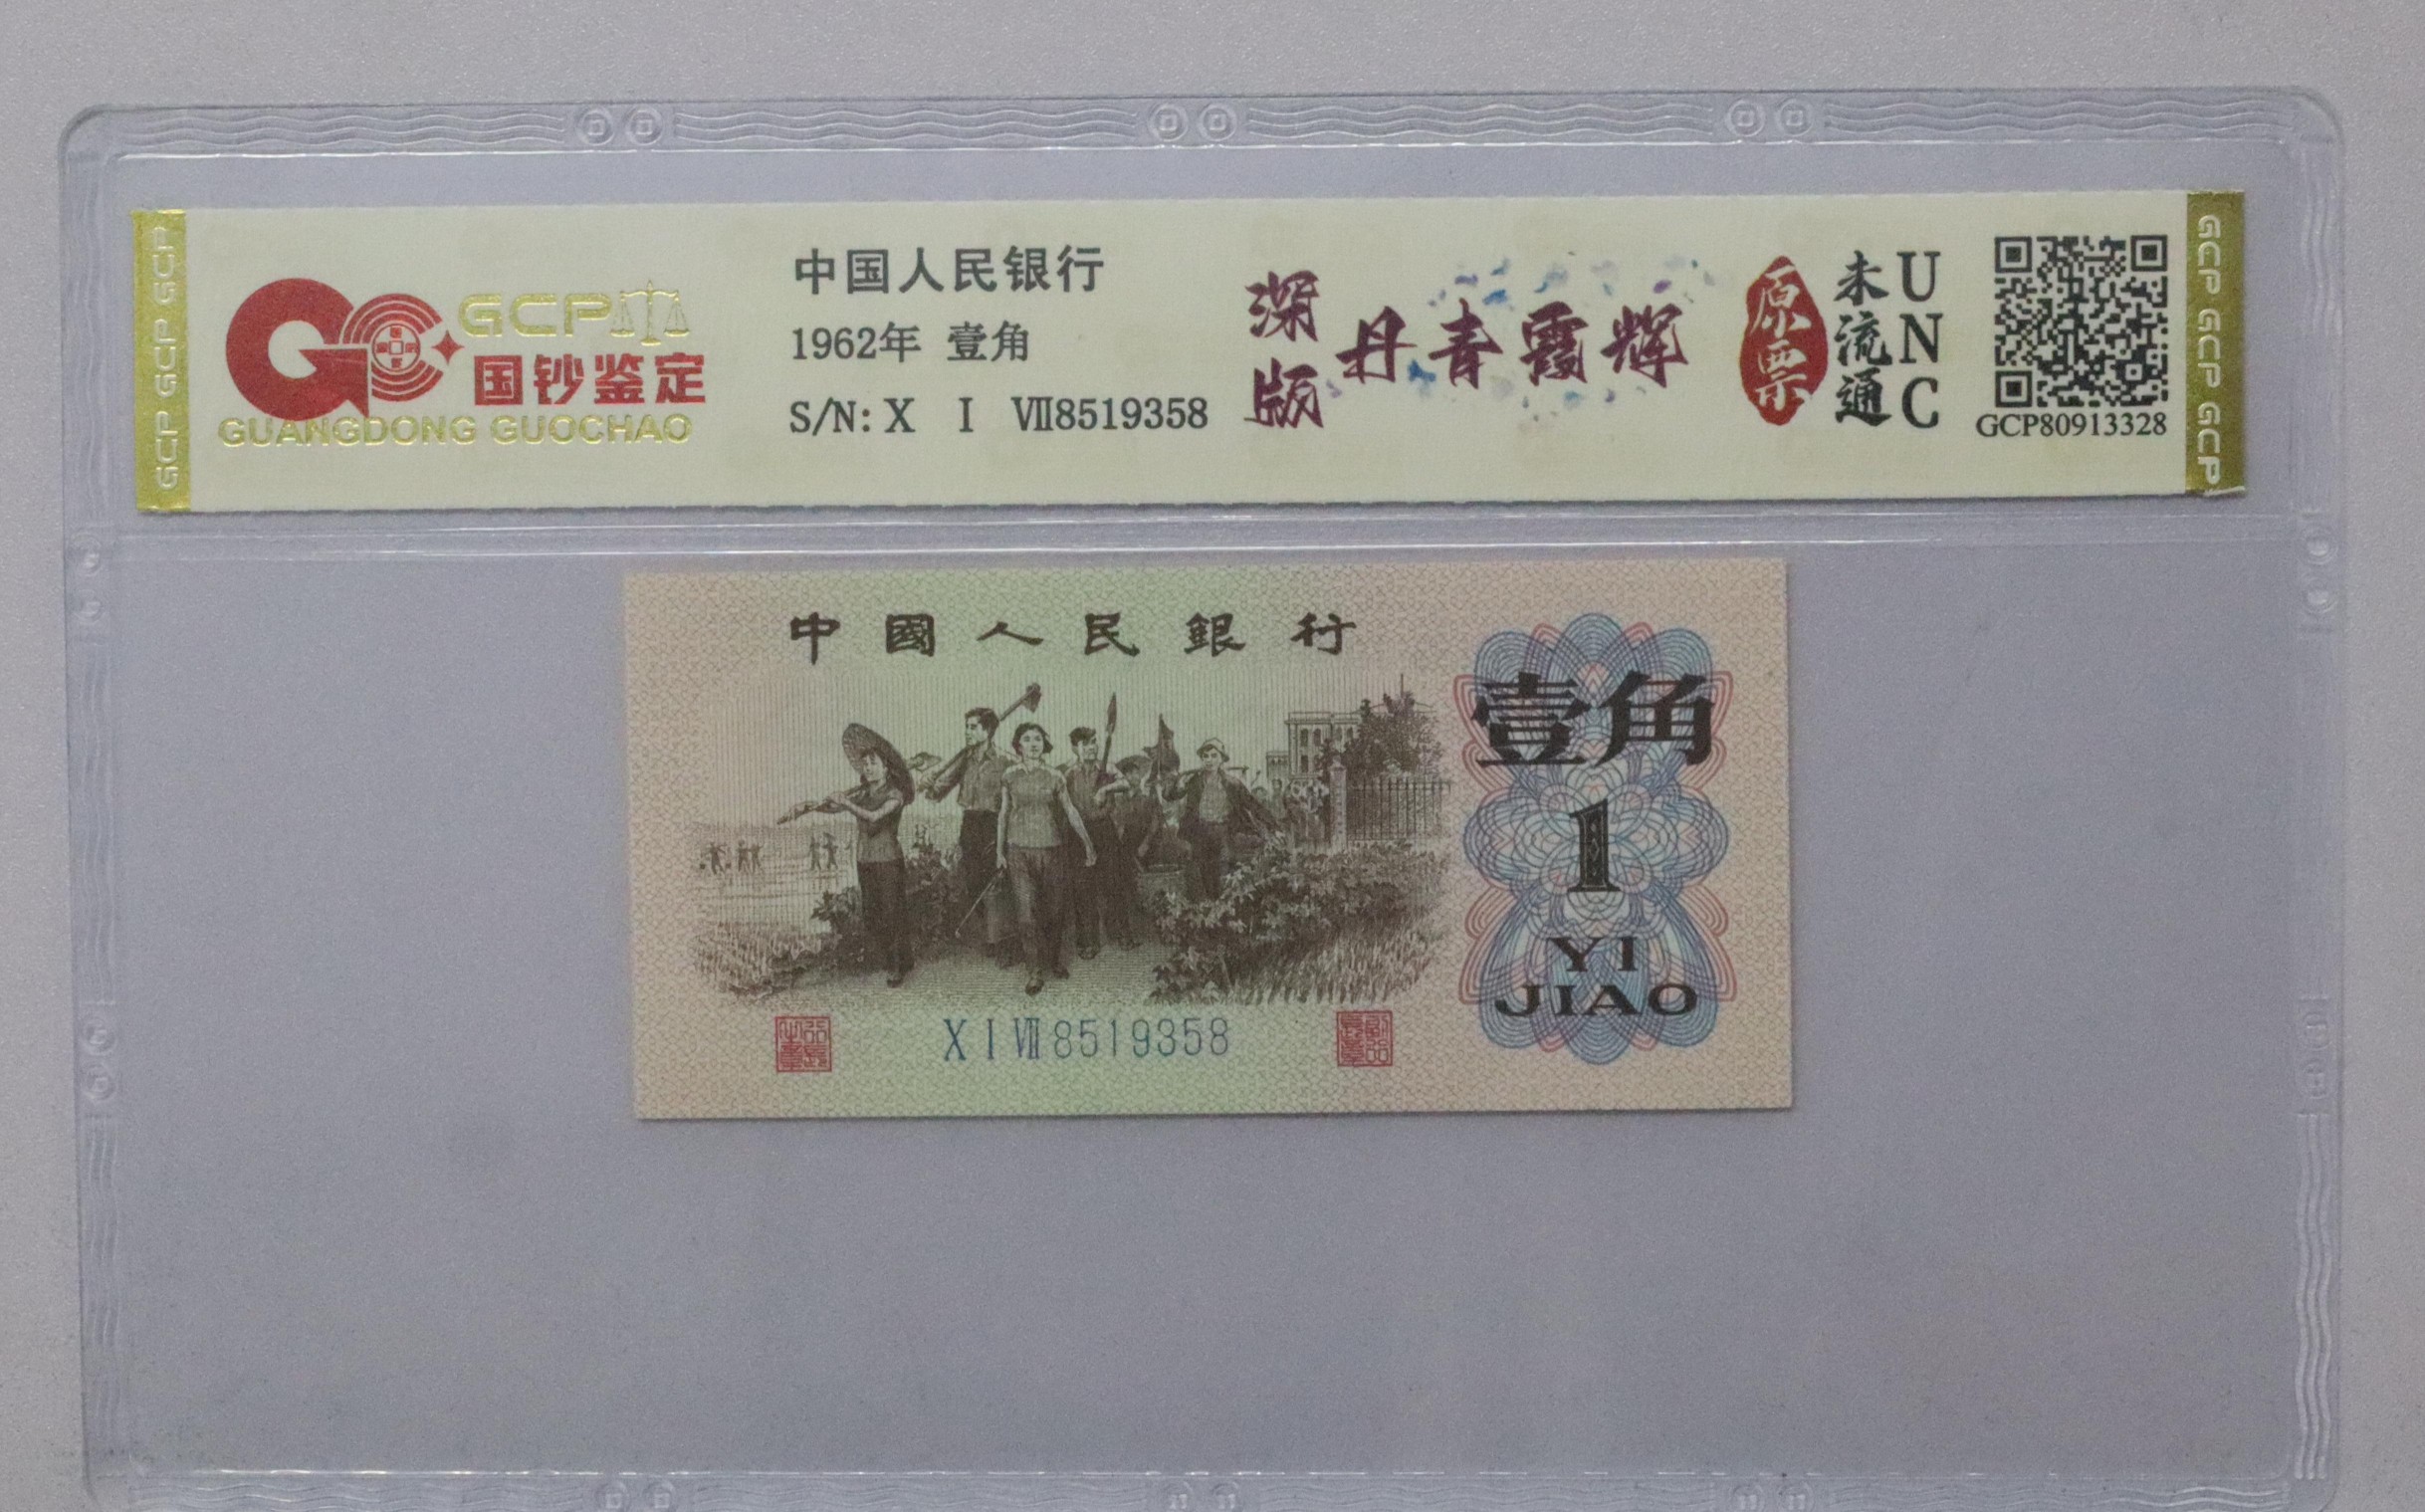 GCP GCP GCP
GCP
国钞鉴定
GUANGDONG GUOCHAO
中国人民银行
1962年 壹角
S/N: X I Ⅶ8519358
深版
丹青霞辉
原票
未流通
UNC
GCP80913328
GCP GCP GCP
中國人民銀行
壹角
1
YI
JIAO
X I Ⅶ 8519358